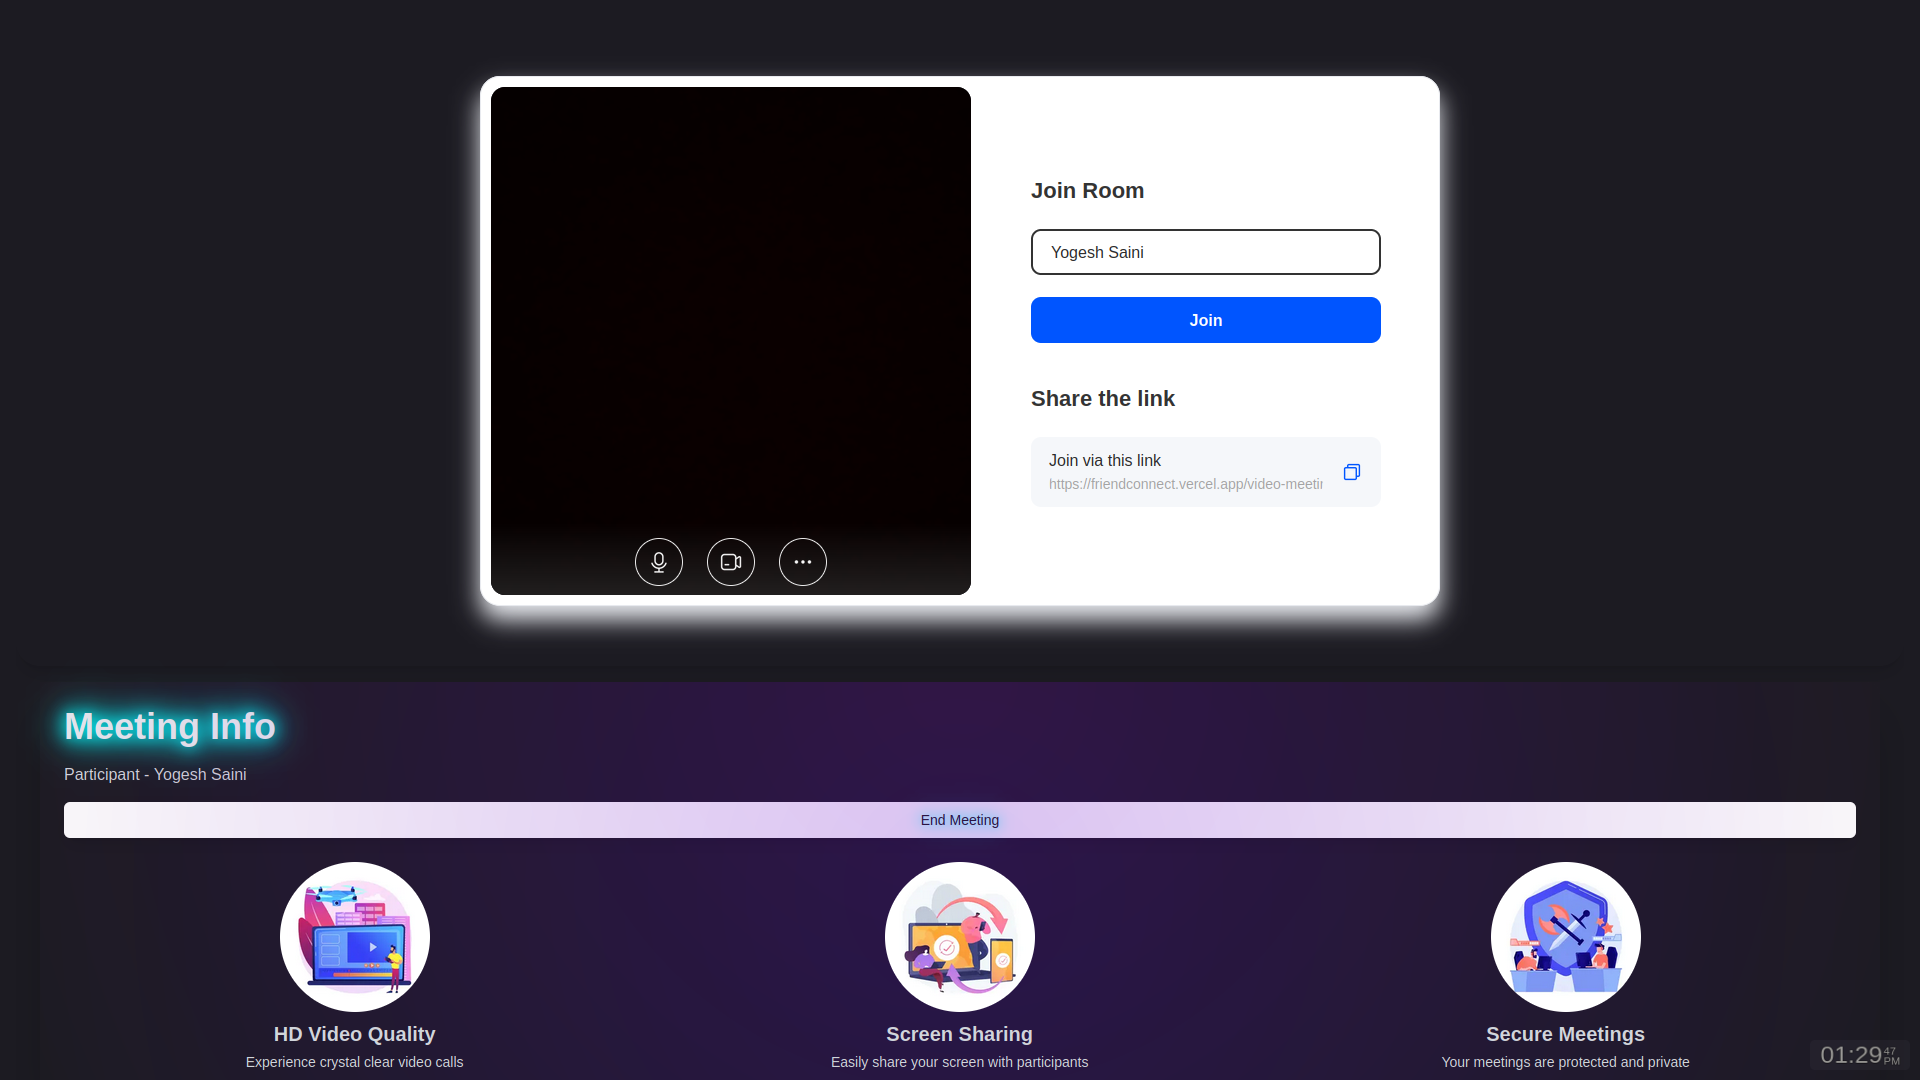 Join Room
Yogesh Saini
Join
Share the link
Join via this link
https://friendconnect.vercel.app/video-meetin
Meeting Info
Participant - Yogesh Saini
End Meeting
HD Video Quality
Experience crystal clear video calls
Screen Sharing
Easily share your screen with participants
Secure Meetings
Your meetings are protected and private
01:29 47 PM